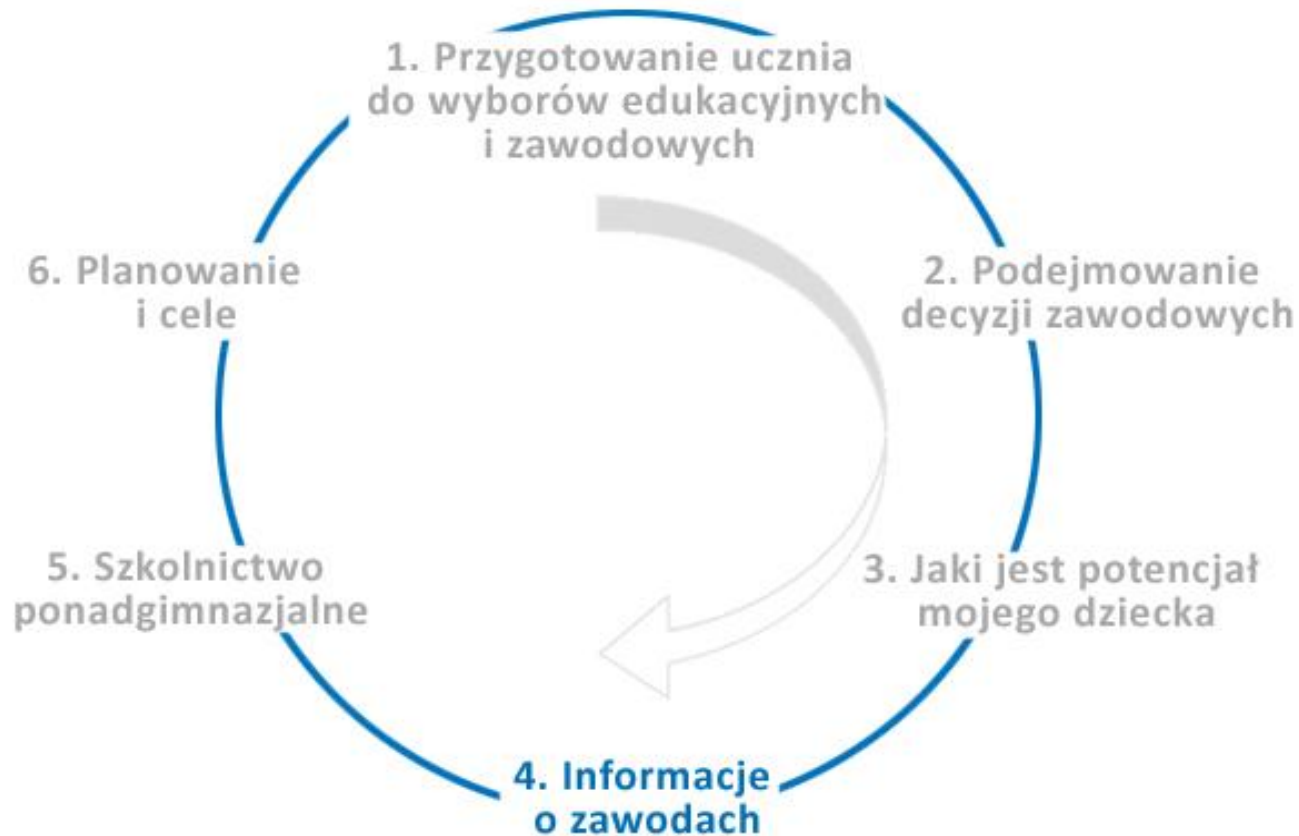 1. Przygotowanie ucznia
do wyborów edukacyjnych
i zawodowych
2. Podejmowanie
decyzji zawodowych
3. Jaki jest potencjał
mojego dziecka
4. Informacje
o zawodach
5. Szkolnictwo
ponadgimnazjalne
6. Planowanie
i cele